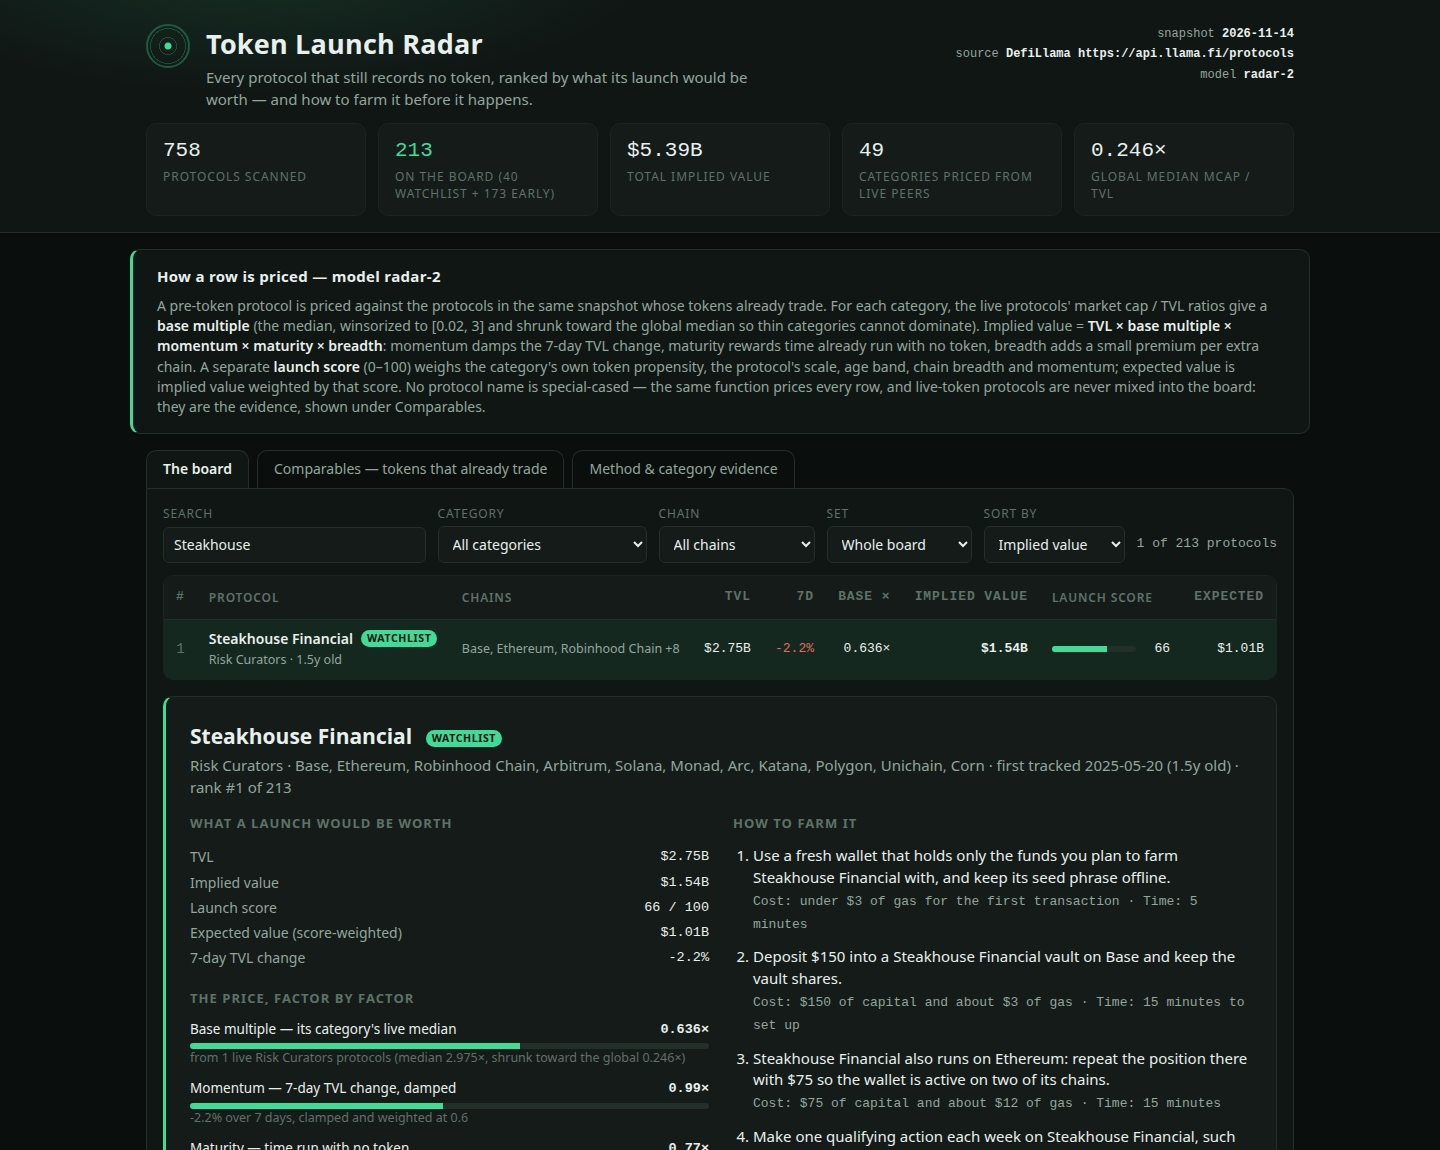 Token Launch Radar
Every protocol that still records no token, ranked by what its launch would be
worth — and how to farm it before it happens.
snapshot 2026-11-14
source DefiLlama https://api.llama.fi/protocols
model radar-2
758
PROTOCOLS SCANNED
213
ON THE BOARD (40
WATCHLIST + 173 EARLY)
$5.39B
TOTAL IMPLIED VALUE
49
CATEGORIES PRICED FROM
LIVE PEERS
0.246×
GLOBAL MEDIAN MCAP /
TVL
How a row is priced — model radar-2
A pre-token protocol is priced against the protocols in the same snapshot whose tokens already trade. For each category, the live protocols' market cap / TVL ratios give a
base multiple (the median, winsorized to [0.02, 3] and shrunk toward the global median so thin categories cannot dominate). Implied value = TVL × base multiple ×
momentum × maturity × breadth: momentum damps the 7-day TVL change, maturity rewards time already run with no token, breadth adds a small premium per extra
chain. A separate launch score (0–100) weighs the category's own token propensity, the protocol's scale, age band, chain breadth and momentum; expected value is
implied value weighted by that score. No protocol name is special-cased — the same function prices every row, and live-token protocols are never mixed into the board:
they are the evidence, shown under Comparables.
The board
Comparables — tokens that already trade
Method & category evidence
SEARCH
CATEGORY
CHAIN
SET
SORT BY
Steakhouse
All categories
All chains
Whole board
Implied value
1 of 213 protocols
# PROTOCOL CHAINS TVL 7D BASE × IMPLIED VALUE LAUNCH SCORE EXPECTED
1 Steakhouse Financial WATCHLIST Base, Ethereum, Robinhood Chain +8 $2.75B -2.2% 0.636× $1.54B 66 $1.01B
Risk Curators · 1.5y old
Steakhouse Financial WATCHLIST
Risk Curators · Base, Ethereum, Robinhood Chain, Arbitrum, Solana, Monad, Arc, Katana, Polygon, Unichain, Corn · first tracked 2025-05-20 (1.5y old) ·
rank #1 of 213
WHAT A LAUNCH WOULD BE WORTH
TVL $2.75B
Implied value $1.54B
Launch score 66 / 100
Expected value (score-weighted) $1.01B
7-day TVL change -2.2%
THE PRICE, FACTOR BY FACTOR
Base multiple — its category's live median 0.636×
from 1 live Risk Curators protocols (median 2.975×, shrunk toward the global 0.246×)
Momentum — 7-day TVL change, damped 0.99×
-2.2% over 7 days, clamped and weighted at 0.6
Maturity — time run with no token 0.77×
HOW TO FARM IT
1. Use a fresh wallet that holds only the funds you plan to farm
Steakhouse Financial with, and keep its seed phrase offline.
Cost: under $3 of gas for the first transaction · Time: 5
minutes
2. Deposit $150 into a Steakhouse Financial vault on Base and keep the
vault shares.
Cost: $150 of capital and about $3 of gas · Time: 15 minutes to
set up
3. Steakhouse Financial also runs on Ethereum: repeat the position there
with $75 so the wallet is active on two of its chains.
Cost: $75 of capital and about $12 of gas · Time: 15 minutes
4. Make one qualifying action each week on Steakhouse Financial, such